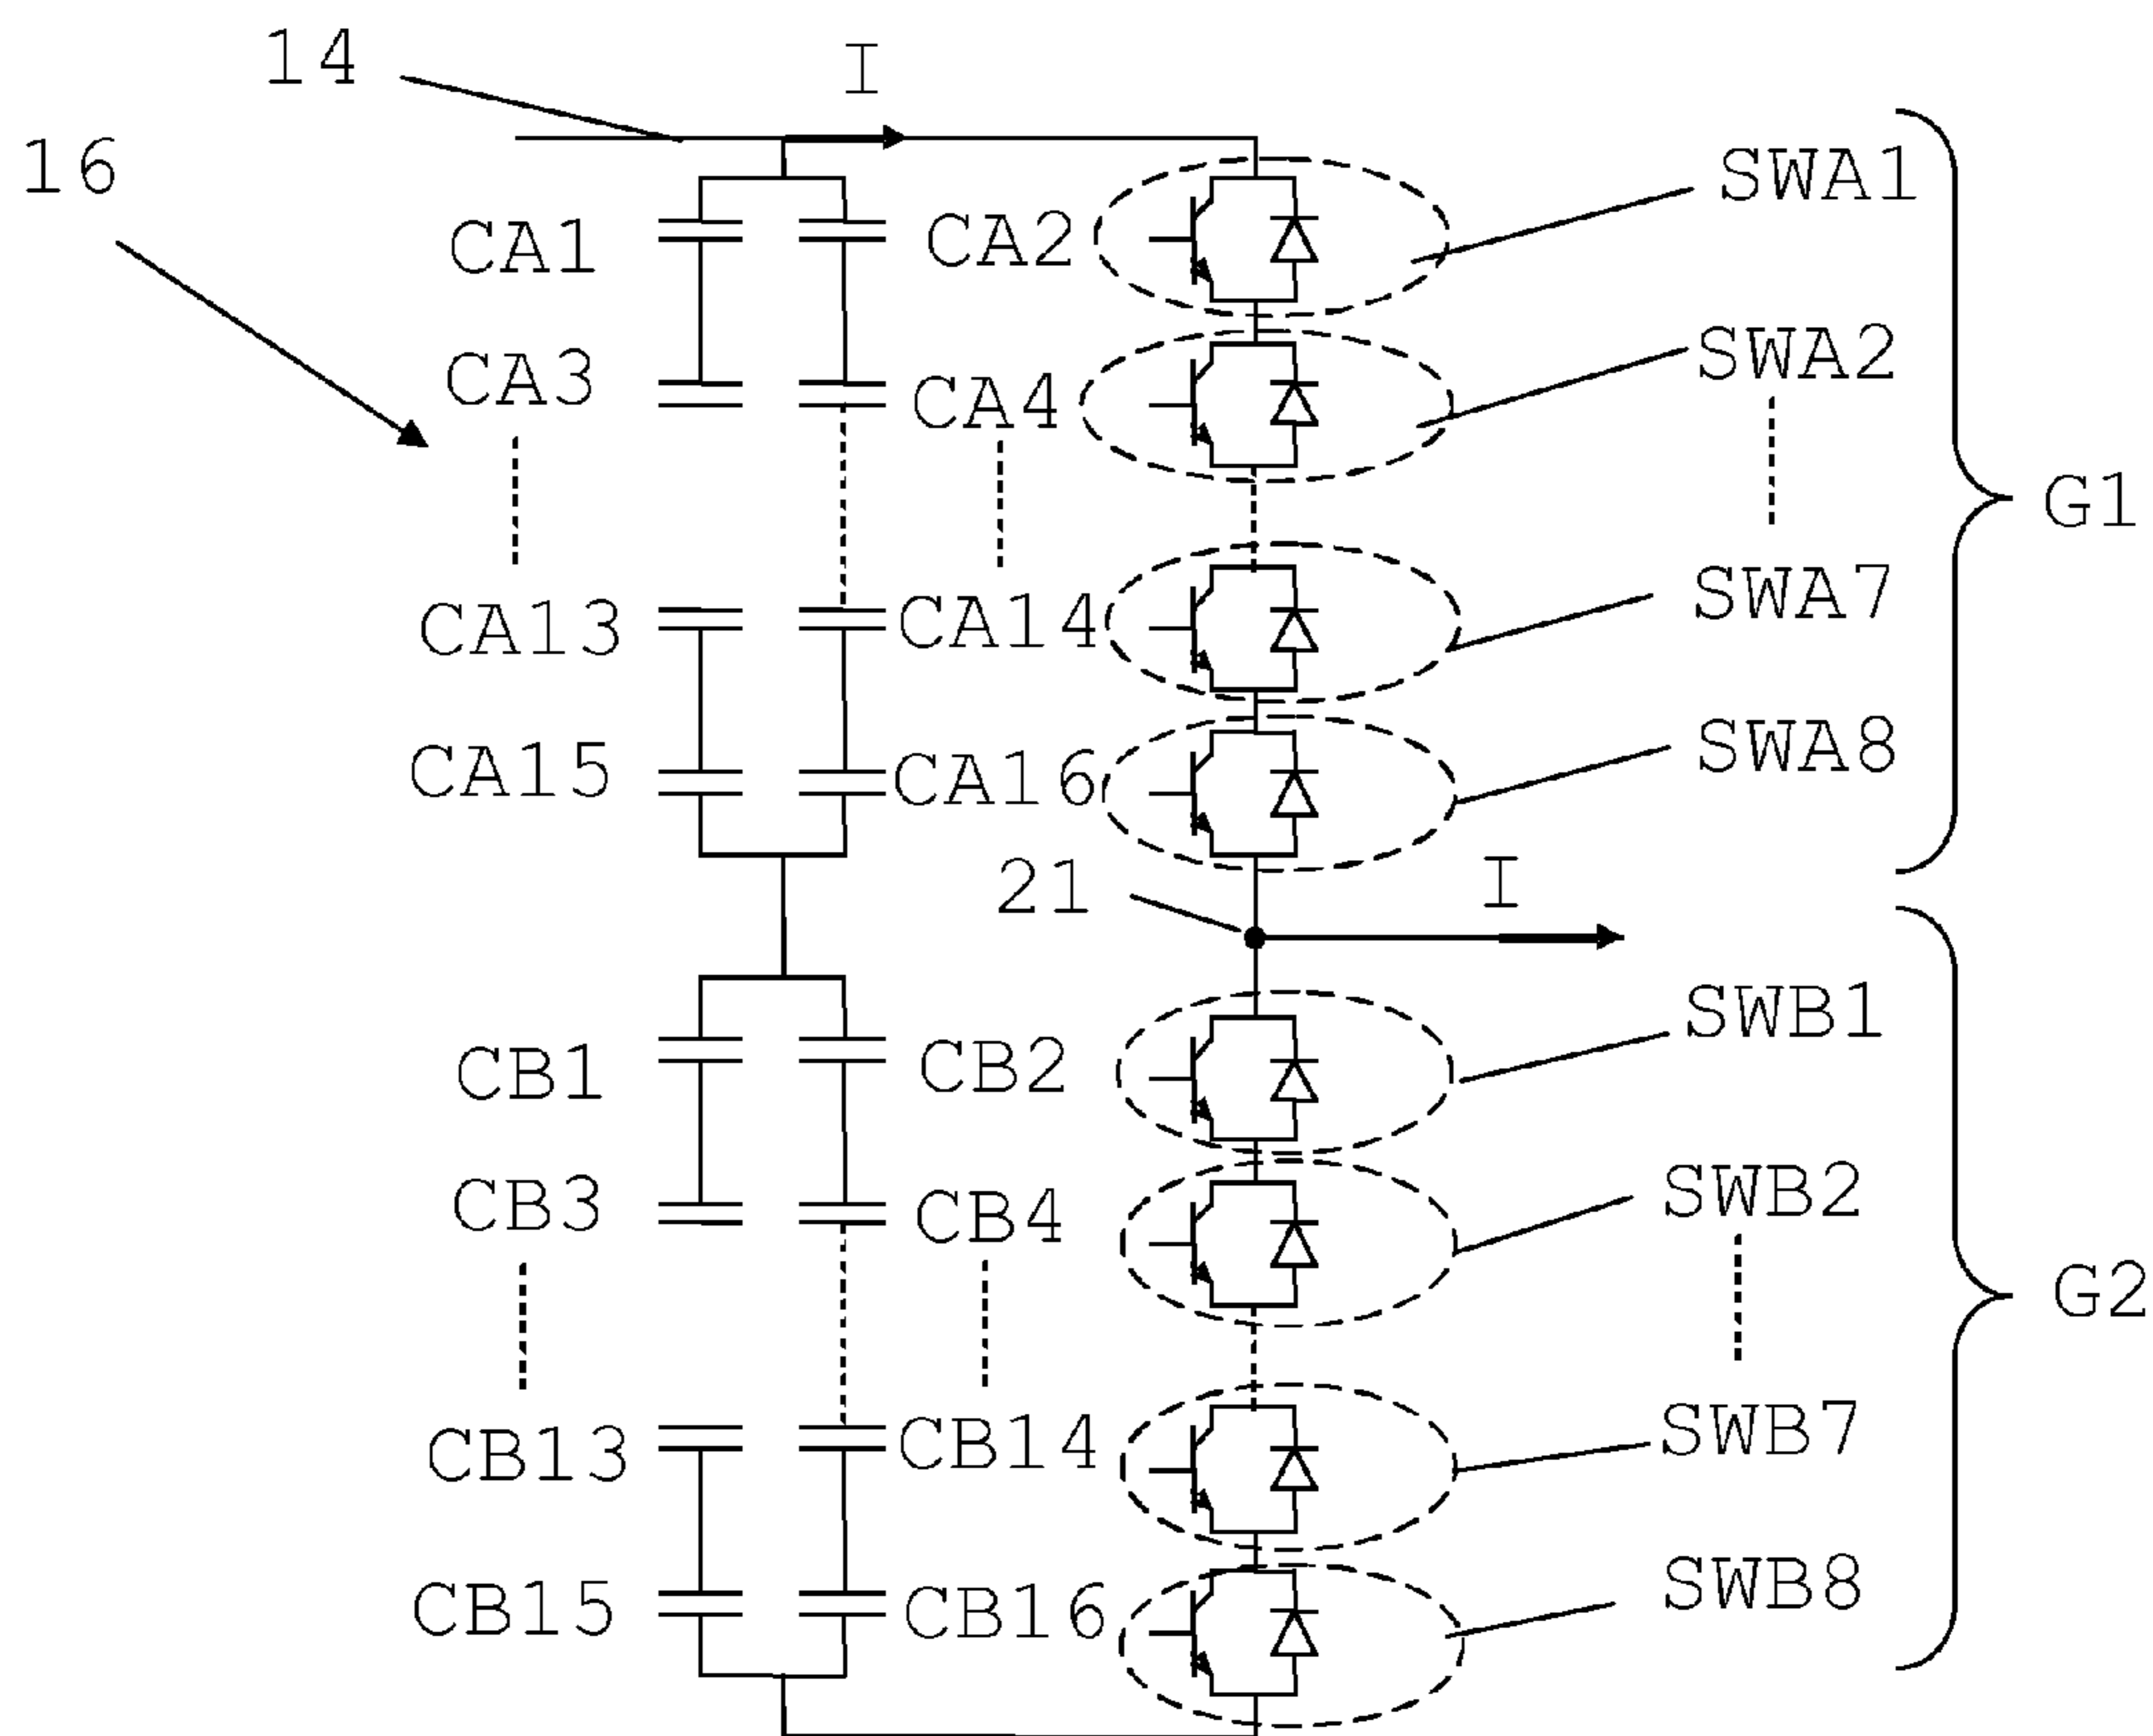 14
I
16
SWA1
CA1
CA2
SWA2
CA3
CA4
G1
SWA7
CA13
CA14
SWA8
CA15
CA16
21
I
SWB1
CB1
CB2
SWB2
CB3
CB4
G2
SWB7
CB13
CB14
SWB8
CB15
CB16